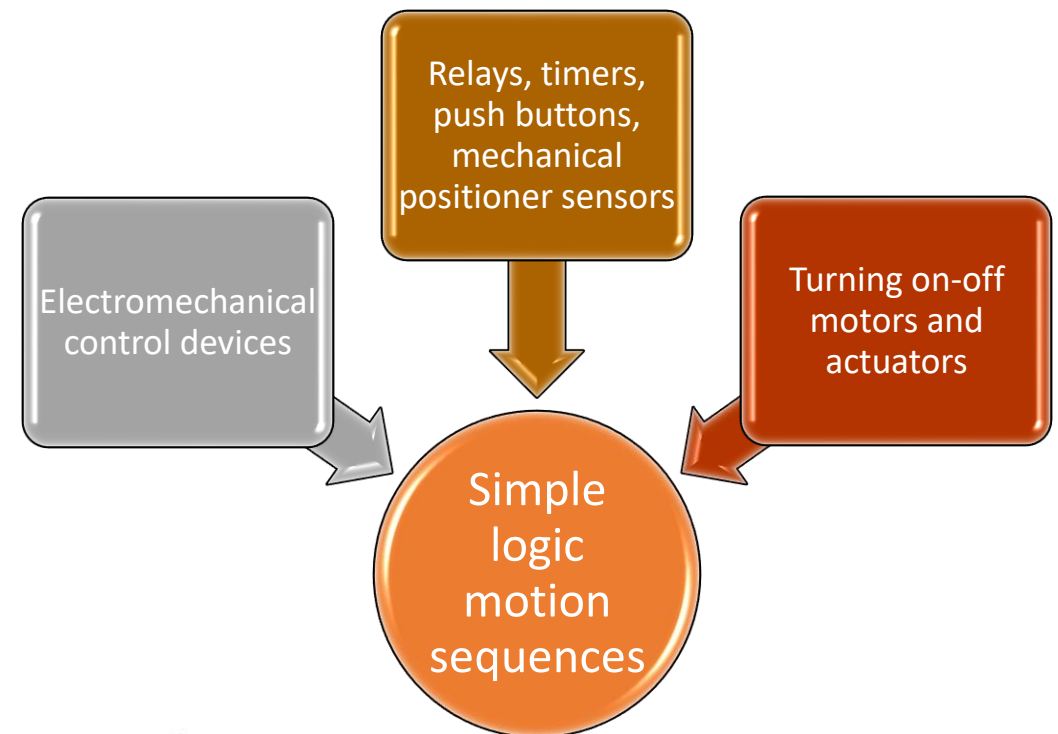 Relays, timers,
push buttons,
mechanical
positioner sensors
Electromechanical
control devices
Turning on-off
motors and
actuators
Simple
logic
motion
sequences